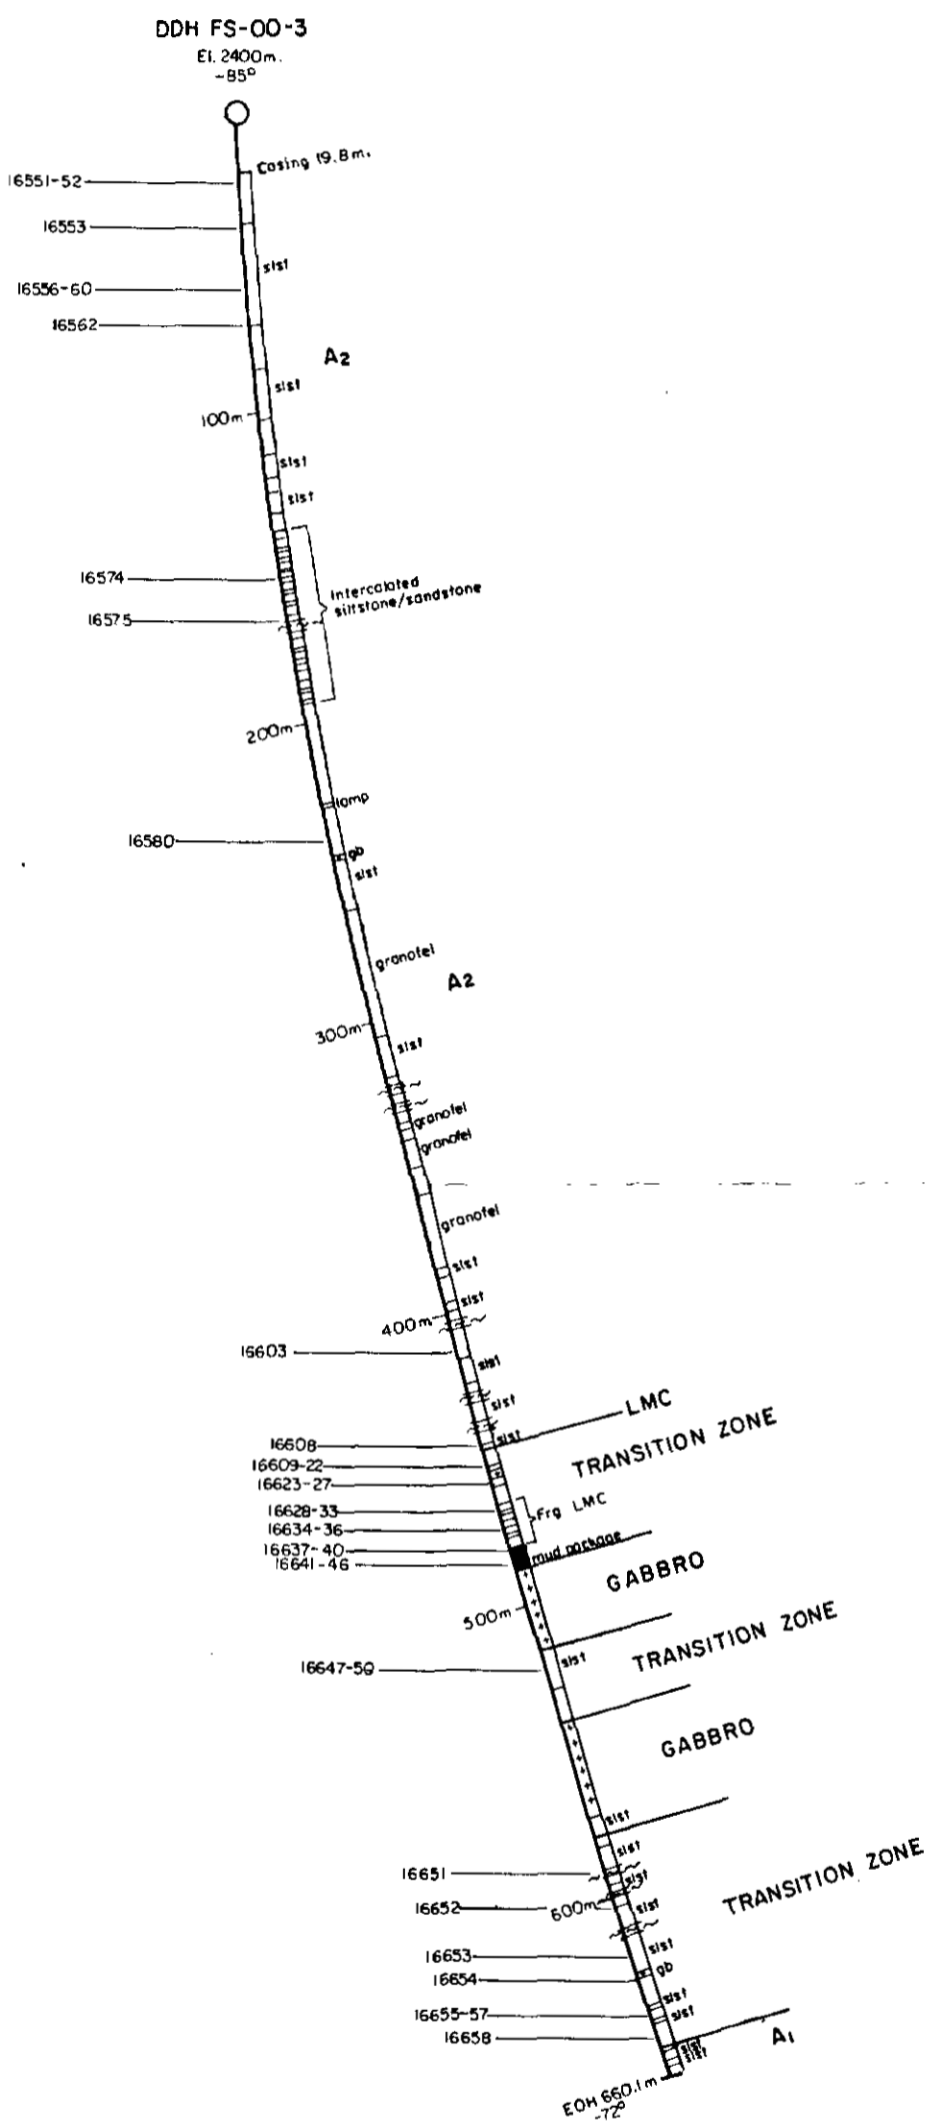 DDH FS-00-3
El. 2400m.
-85°
Casing 19.8m.
16551-52
16553
slst
16556-60
16562
A2
slst
100m
slst
slst
16574
Intercalated
siltstone/sandstone
16575
200m
lamp
16580
gb
slst
granofel
A2
300m
slst
granofel
granofel
granofel
slst
slst
400m
16603
slst
slst
LMC
slst
16608
TRANSITION ZONE
16609-22
16623-27
Frg LMC
16628-33
16634-36
16637-40
mud package
16641-46
GABBRO
500m
TRANSITION ZONE
slst
16647-50
GABBRO
slst
slst
16651
slst
TRANSITION ZONE
16652
600m
slst
slst
16653
gb
16654
slst
16655-57
slst
16658
A1
slst
slst
EOH 660.1m
-72°